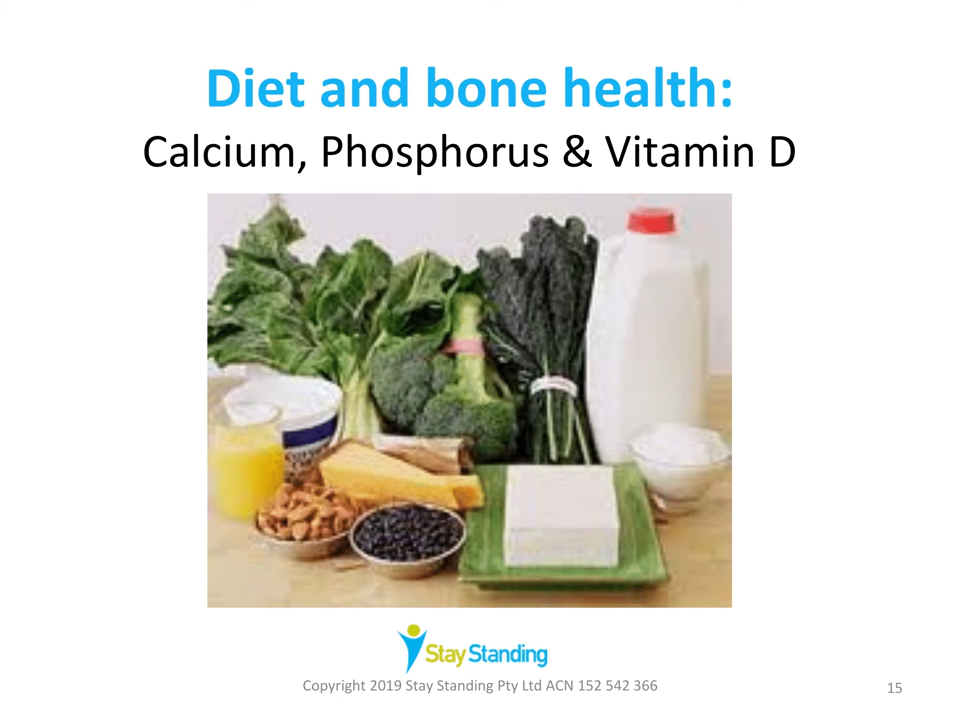 Diet and bone health:
Calcium, Phosphorus & Vitamin D
Stay Standing
Copyright 2019 Stay Standing Pty Ltd ACN 152 542 366
15